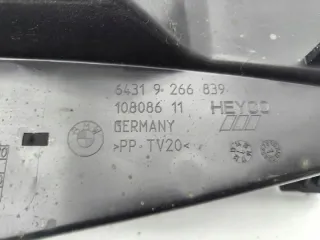 6431 9 266 839
108086 11 HEYCO
GERMANY
>PP-TV20<